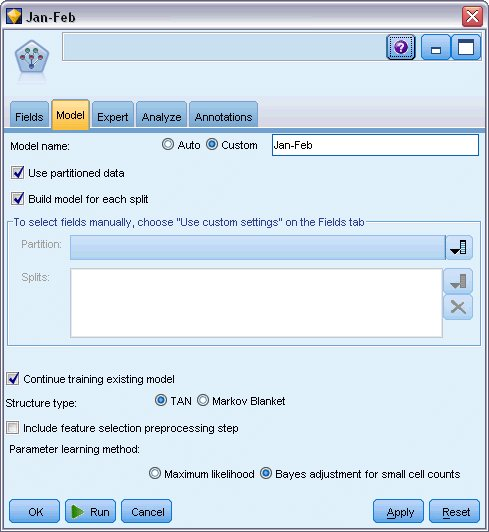 Jan-Feb
Fields Model Expert Analyze Annotations
Model name: Auto Custom Jan-Feb
Use partitioned data
Build model for each split
To select fields manually, choose "Use custom settings" on the Fields tab
Partition:
Splits:
Continue training existing model
Structure type: TAN Markov Blanket
Include feature selection preprocessing step
Parameter learning method:
Maximum likelihood Bayes adjustment for small cell counts
OK Run Cancel Apply Reset